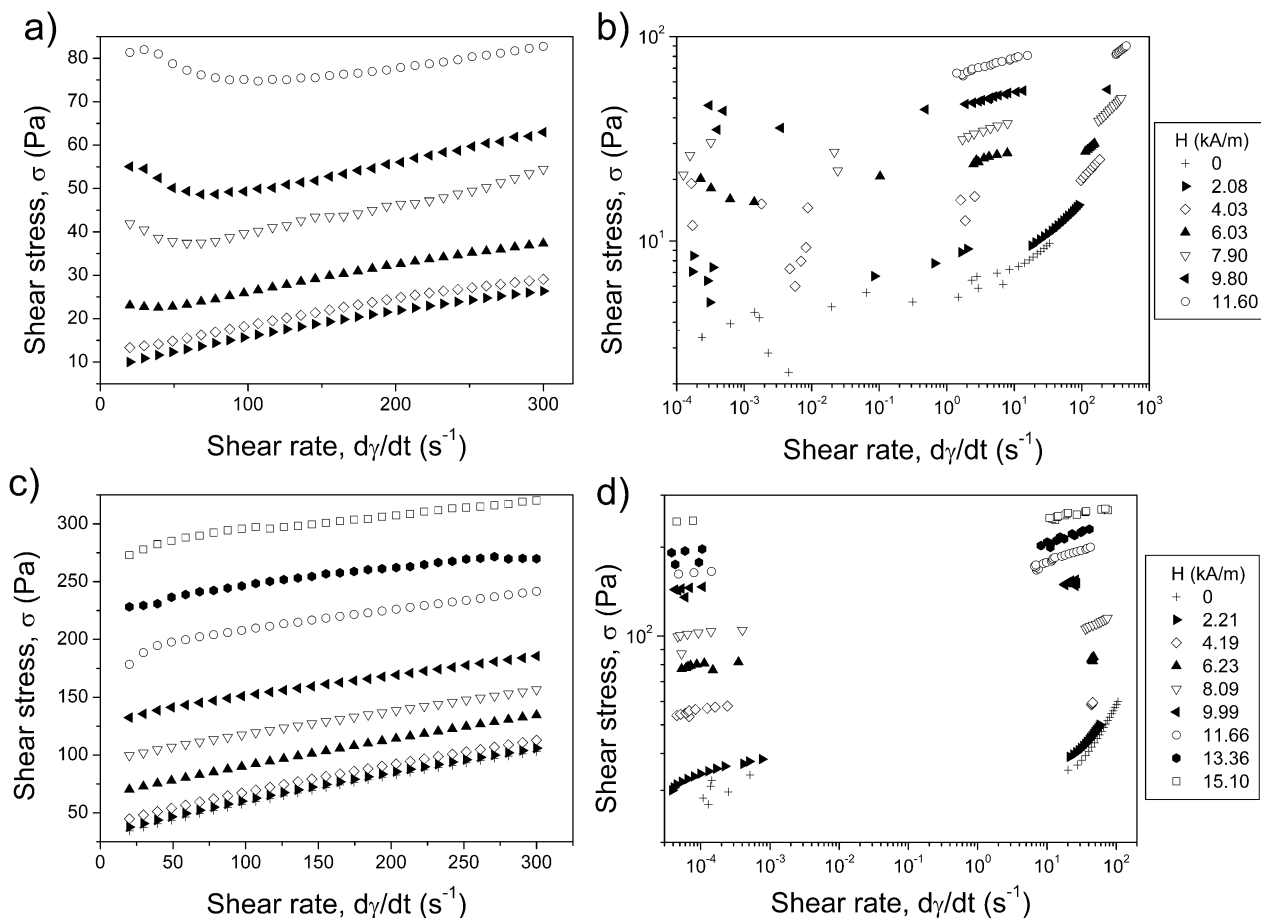 a)
Shear stress, σ (Pa)
80
70
60
50
40
30
20
10
0 100 200 300
Shear rate, dγ/dt (s⁻¹)
b)
Shear stress, σ (Pa)
10²
10¹
10⁻⁴ 10⁻³ 10⁻² 10⁻¹ 10⁰ 10¹ 10² 10³
Shear rate, dγ/dt (s⁻¹)
H (kA/m)
0
2.08
4.03
6.03
7.90
9.80
11.60
c)
Shear stress, σ (Pa)
300
250
200
150
100
50
0 50 100 150 200 250 300
Shear rate, dγ/dt (s⁻¹)
d)
Shear stress, σ (Pa)
10²
10⁻⁴ 10⁻³ 10⁻² 10⁻¹ 10⁰ 10¹ 10²
Shear rate, dγ/dt (s⁻¹)
H (kA/m)
0
2.21
4.19
6.23
8.09
9.99
11.66
13.36
15.10